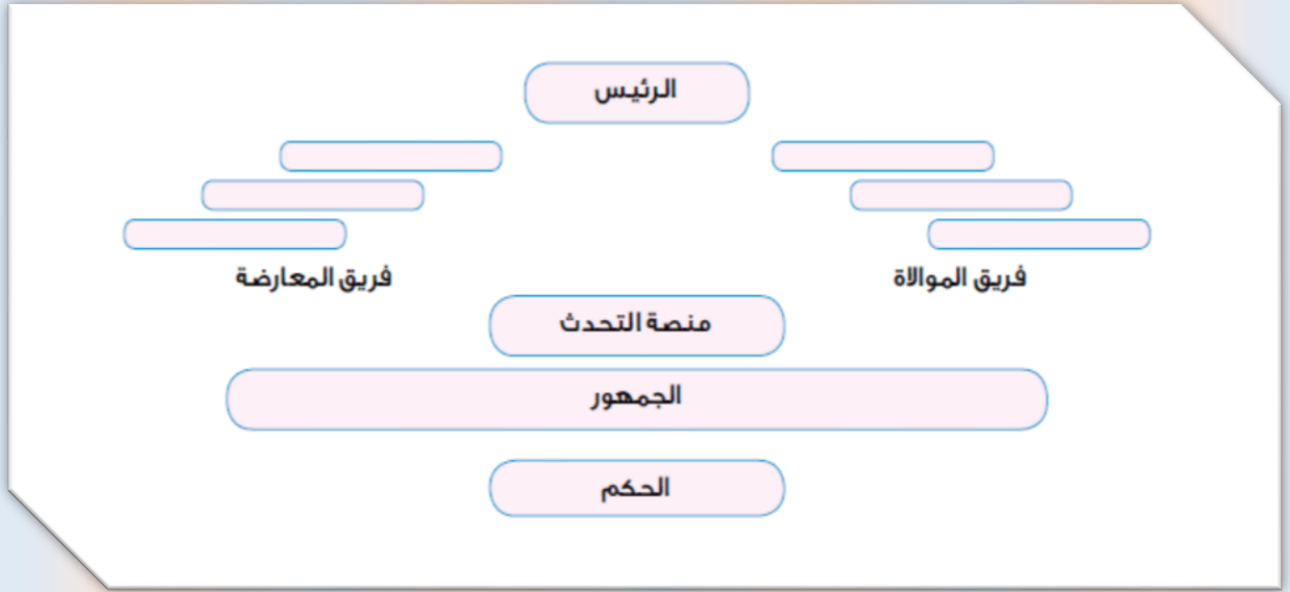 الرئيس
فريق الموالاة
فريق المعارضة
منصة التحدث
الجمهور
الحكم